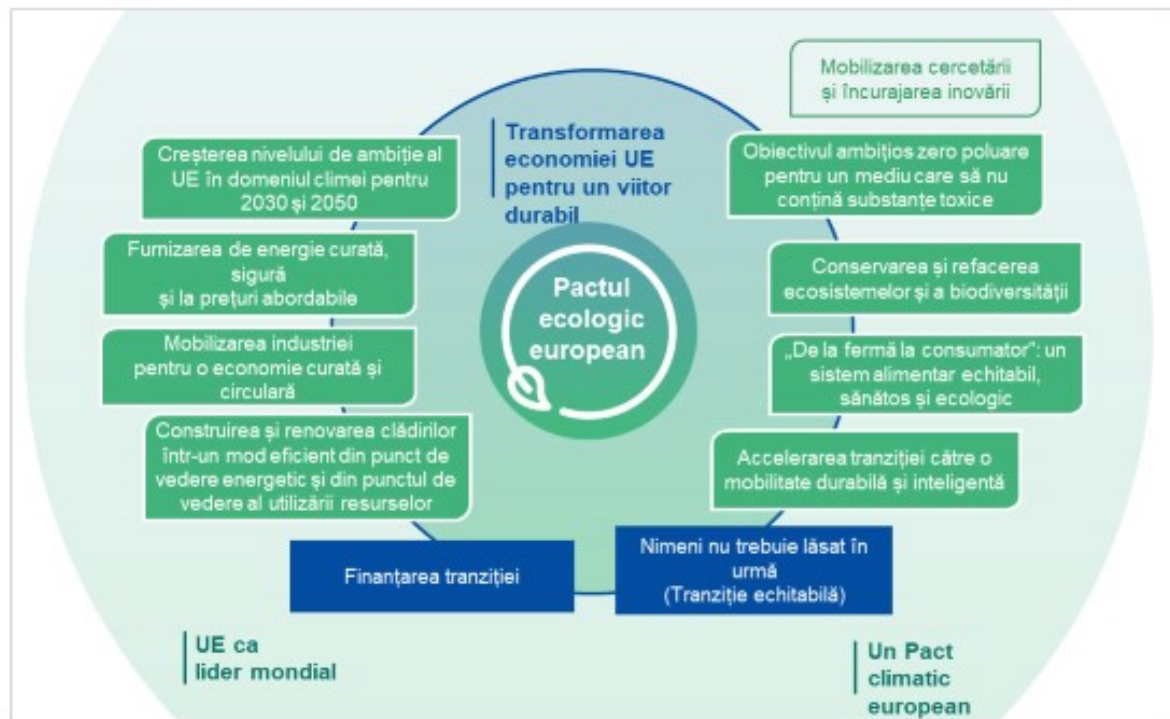 Mobilizarea cercetării
și încurajarea inovării
Transformarea
economiei UE
pentru un viitor
durabil
Creșterea nivelului de ambiție al
UE în domeniul climei pentru
2030 și 2050
Obiectivul ambițios zero poluare
pentru un mediu care să nu
conțină substanțe toxice
Furnizarea de energie curată,
sigură
și la prețuri abordabile
Conservarea și refacerea
ecosistemelor și a biodiversității
Pactul
ecologic
european
Mobilizarea industriei
pentru o economie curată și
circulară
„De la fermă la consumator”: un
sistem alimentar echitabil,
sănătos și ecologic
Construirea și renovarea clădirilor
într-un mod eficient din punct de
vedere energetic și din punctul de
vedere al utilizării resurselor
Accelerarea tranziției către o
mobilitate durabilă și inteligentă
Finanțarea tranziției
Nimeni nu trebuie lăsat în
urmă
(Tranziție echitabilă)
UE ca
lider mondial
Un Pact
climatic
european